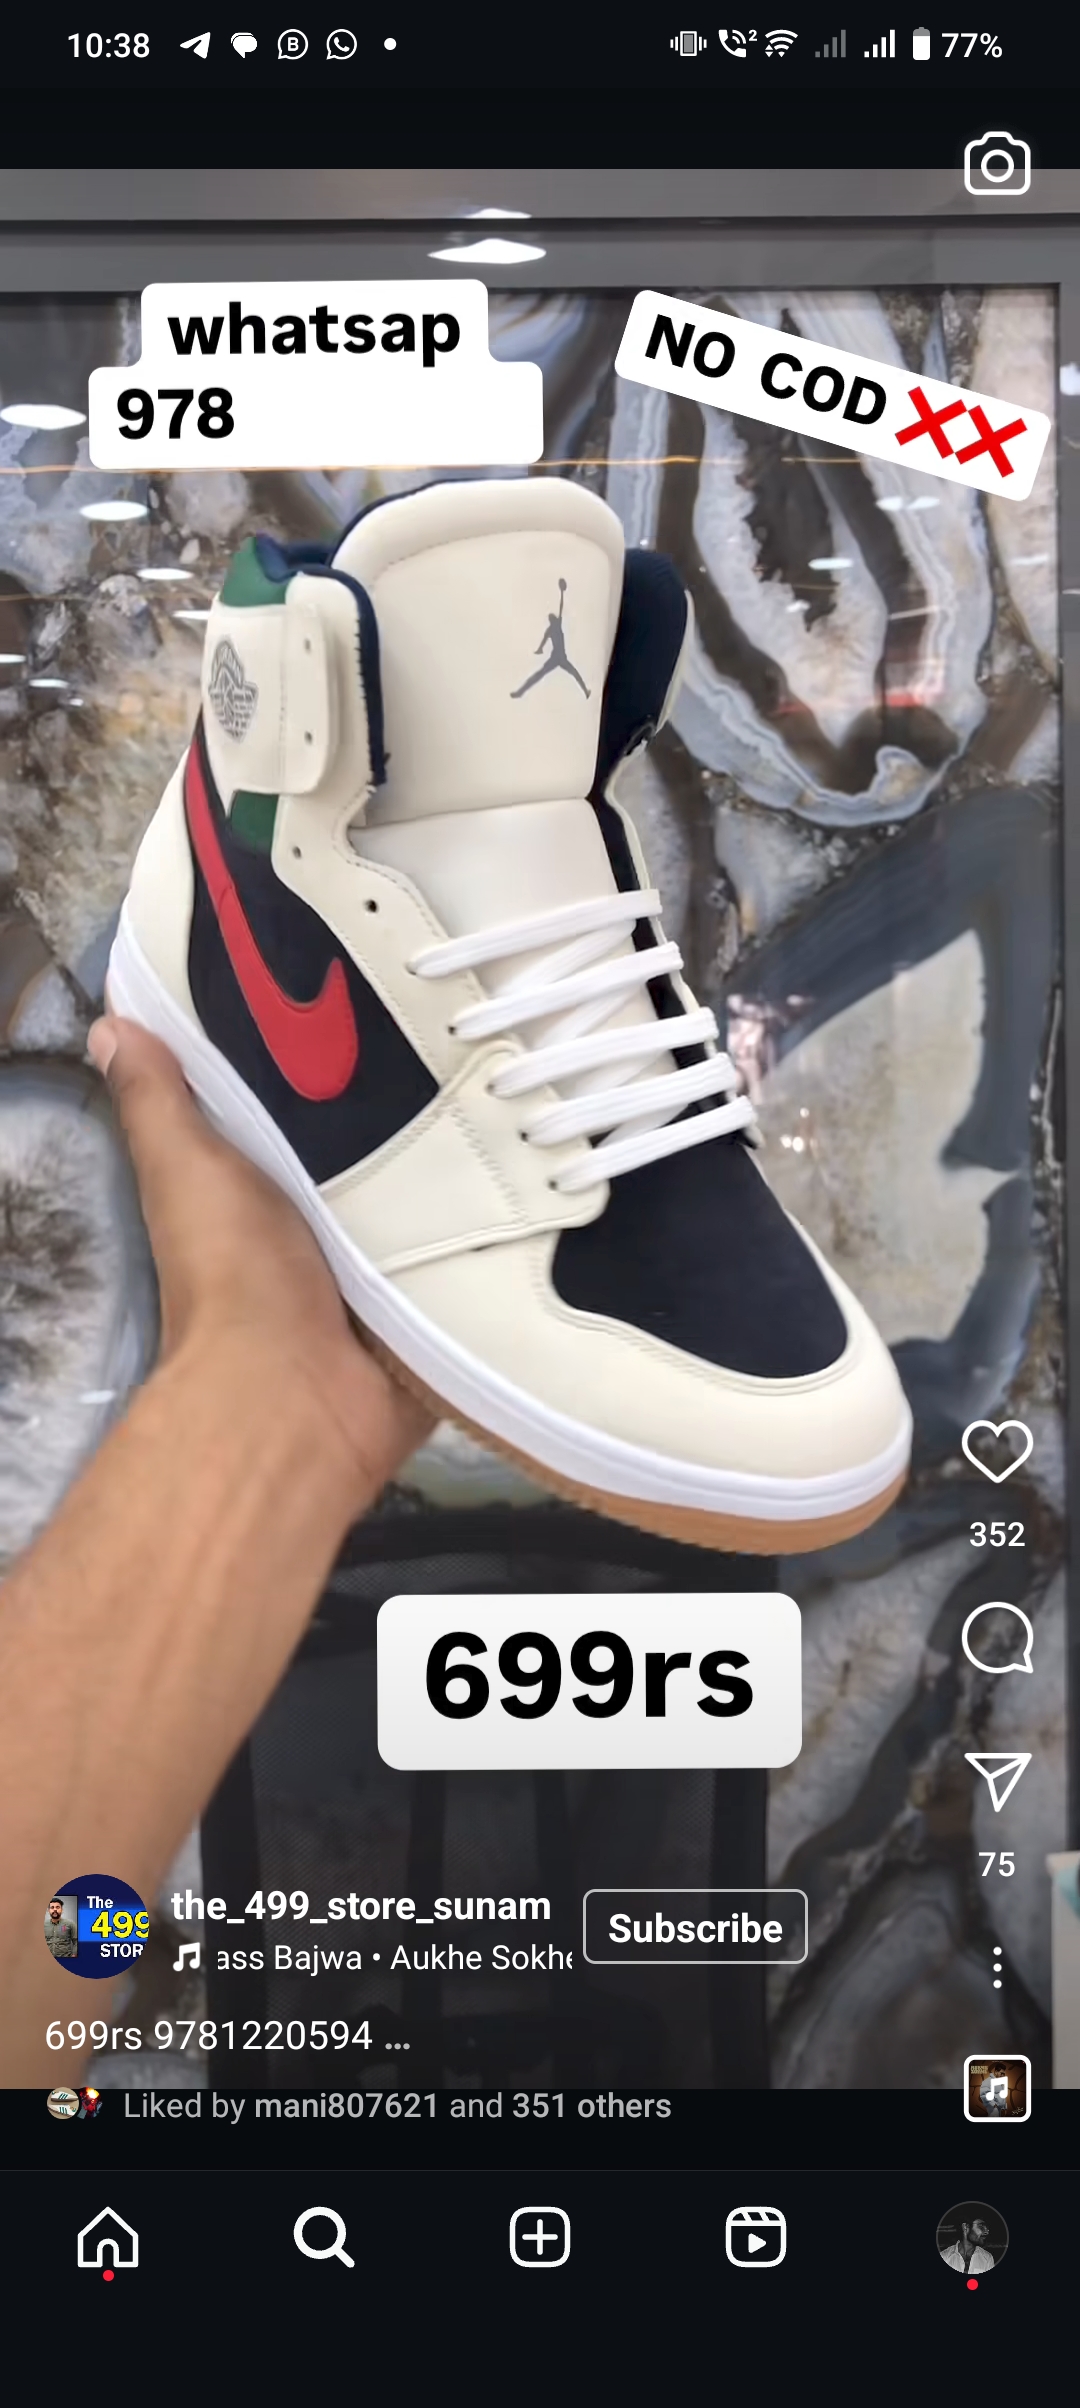 10:38
2
77%
whatsap
978
NO COD ❌❌
699rs
352
75
The
499
STOR
the_499_store_sunam
Subscribe
ass Bajwa • Aukhe Sokhe
699rs 9781220594 ...
Liked by mani807621 and 351 others